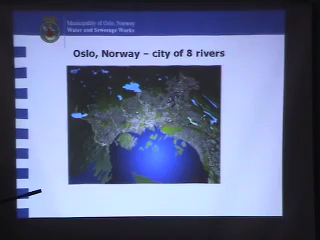 Municipality of Oslo, Norway
Water and Sewerage Works
Oslo, Norway – city of 8 rivers